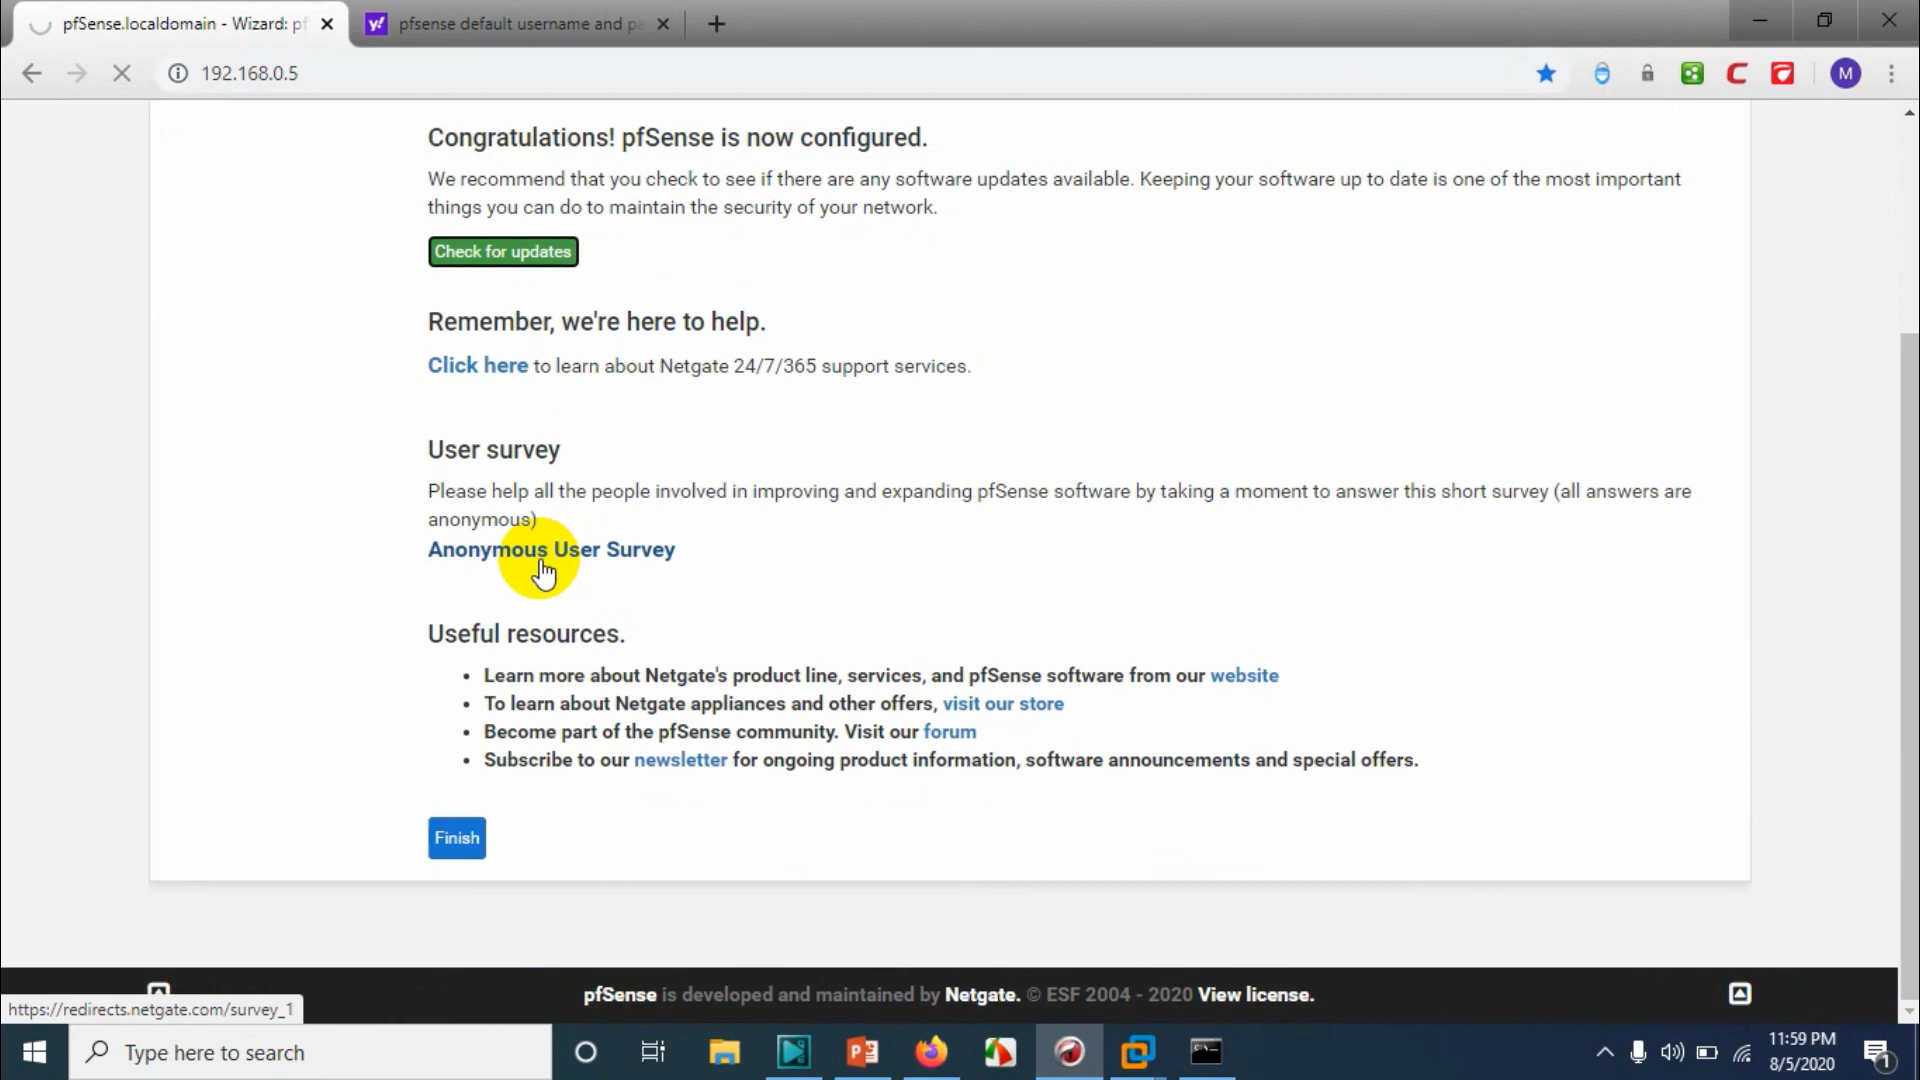 pfSense.localdomain - Wizard: pf
pfsense default username and pa
192.168.0.5
M
Congratulations! pfSense is now configured.
We recommend that you check to see if there are any software updates available. Keeping your software up to date is one of the most important
things you can do to maintain the security of your network.
Check for updates
Remember, we're here to help.
Click here to learn about Netgate 24/7/365 support services.
User survey
Please help all the people involved in improving and expanding pfSense software by taking a moment to answer this short survey (all answers are
anonymous)
Anonymous User Survey
Useful resources.
• Learn more about Netgate's product line, services, and pfSense software from our website
• To learn about Netgate appliances and other offers, visit our store
• Become part of the pfSense community. Visit our forum
• Subscribe to our newsletter for ongoing product information, software announcements and special offers.
Finish
pfSense is developed and maintained by Netgate. © ESF 2004 - 2020 View license.
https://redirects.netgate.com/survey_1
Type here to search
11:59 PM
8/5/2020
1